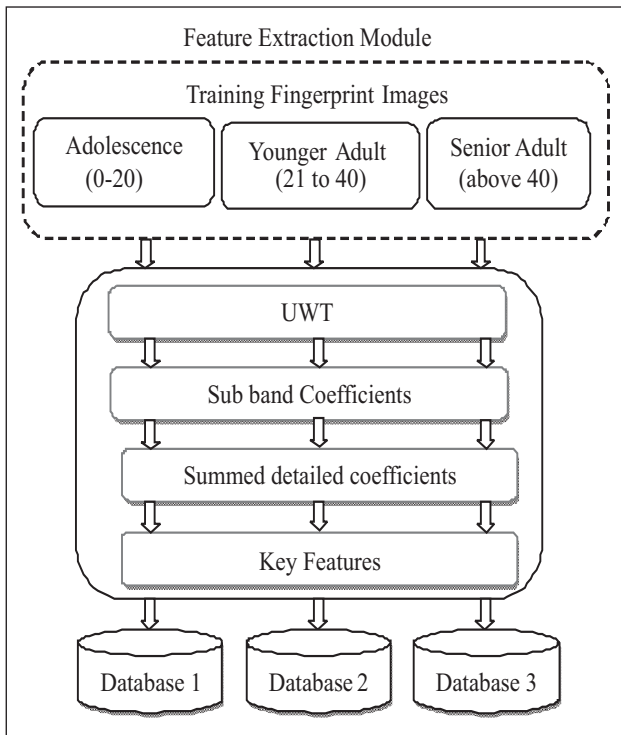 Feature Extraction Module
Training Fingerprint Images
Adolescence
(0-20)
Younger Adult
(21 to 40)
Senior Adult
(above 40)
UWT
Sub band Coefficients
Summed detailed coefficients
Key Features
Database 1
Database 2
Database 3